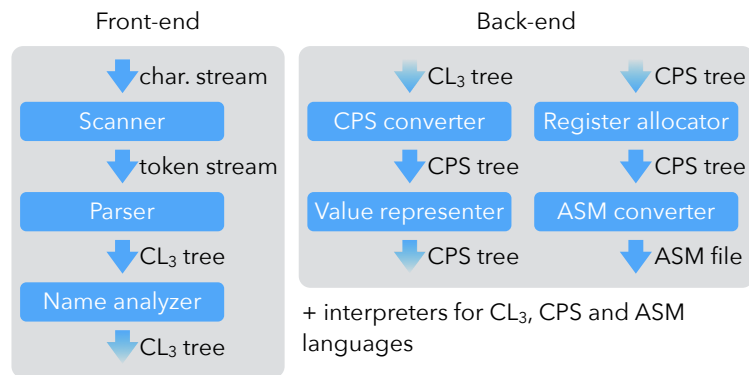 Front-end
char. stream
Scanner
token stream
Parser
CL₃ tree
Name analyzer
CL₃ tree
Back-end
CL₃ tree
CPS converter
CPS tree
Value representer
CPS tree
CPS tree
Register allocator
CPS tree
ASM converter
ASM file
+ interpreters for CL₃, CPS and ASM
languages